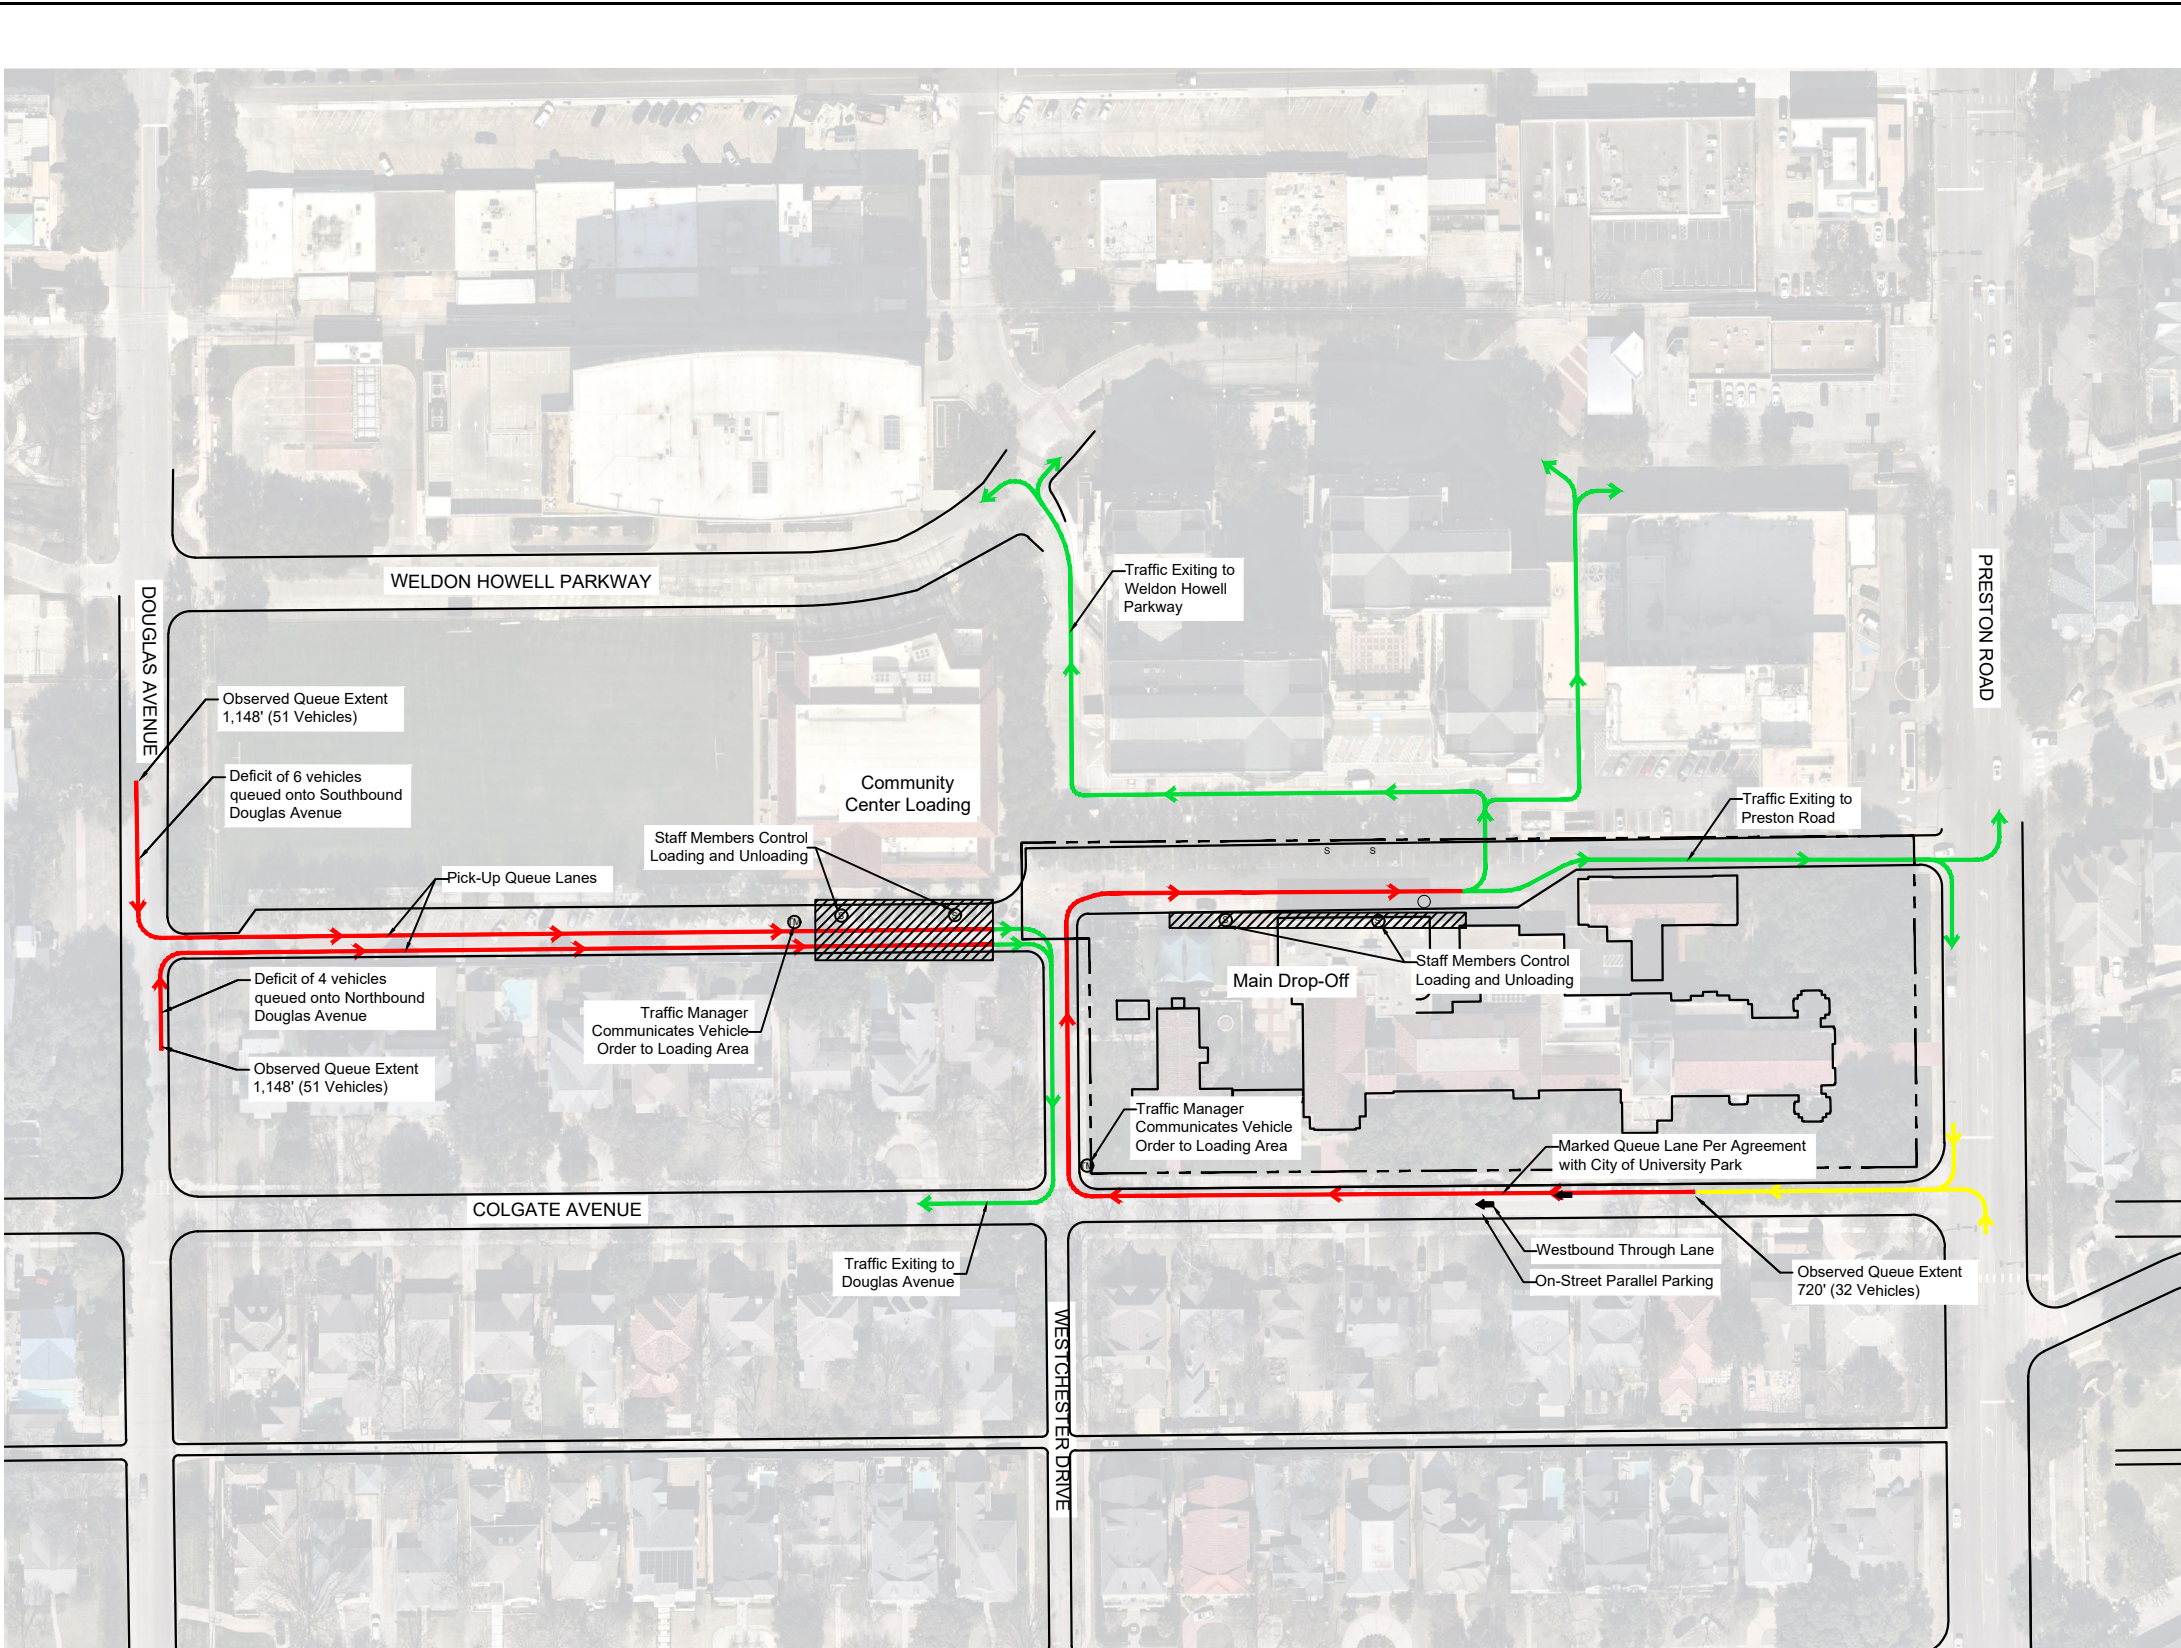 WELDON HOWELL PARKWAY
DOUGLAS AVENUE
PRESTON ROAD
Traffic Exiting to
Weldon Howell
Parkway
Observed Queue Extent
1,148' (51 Vehicles)
Deficit of 6 vehicles
queued onto Southbound
Douglas Avenue
Community
Center Loading
Traffic Exiting to
Preston Road
Staff Members Control
Loading and Unloading
S
S
Pick-Up Queue Lanes
TM
S
S
S
S
Staff Members Control
Loading and Unloading
Main Drop-Off
Deficit of 4 vehicles
queued onto Northbound
Douglas Avenue
Traffic Manager
Communicates Vehicle
Order to Loading Area
Observed Queue Extent
1,148' (51 Vehicles)
Traffic Manager
Communicates Vehicle
Order to Loading Area
TM
Marked Queue Lane Per Agreement
with City of University Park
COLGATE AVENUE
Traffic Exiting to
Douglas Avenue
Westbound Through Lane
On-Street Parallel Parking
Observed Queue Extent
720' (32 Vehicles)
WESTCHESTER DRIVE